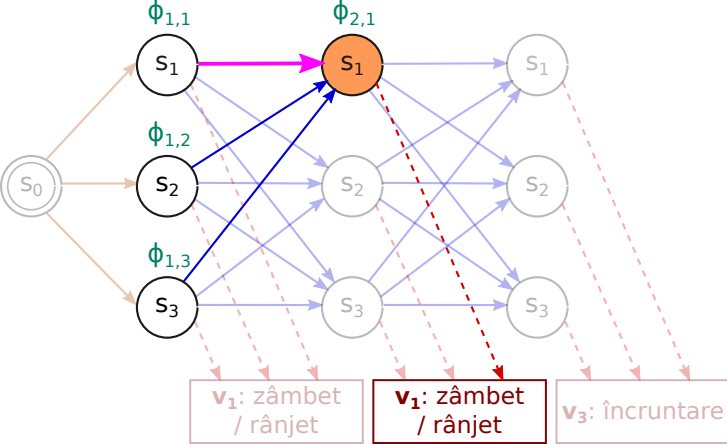 ϕ1,1
ϕ2,1
s1
s1
s1
ϕ1,2
s0
s2
s2
s2
ϕ1,3
s3
s3
s3
v1: zâmbet
/ rânjet
v1: zâmbet
/ rânjet
v3: încruntare